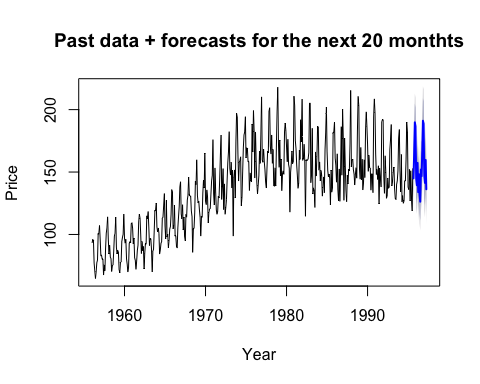 Past data + forecasts for the next 20 monthts
Price
200
150
100
1960 1970 1980 1990
Year